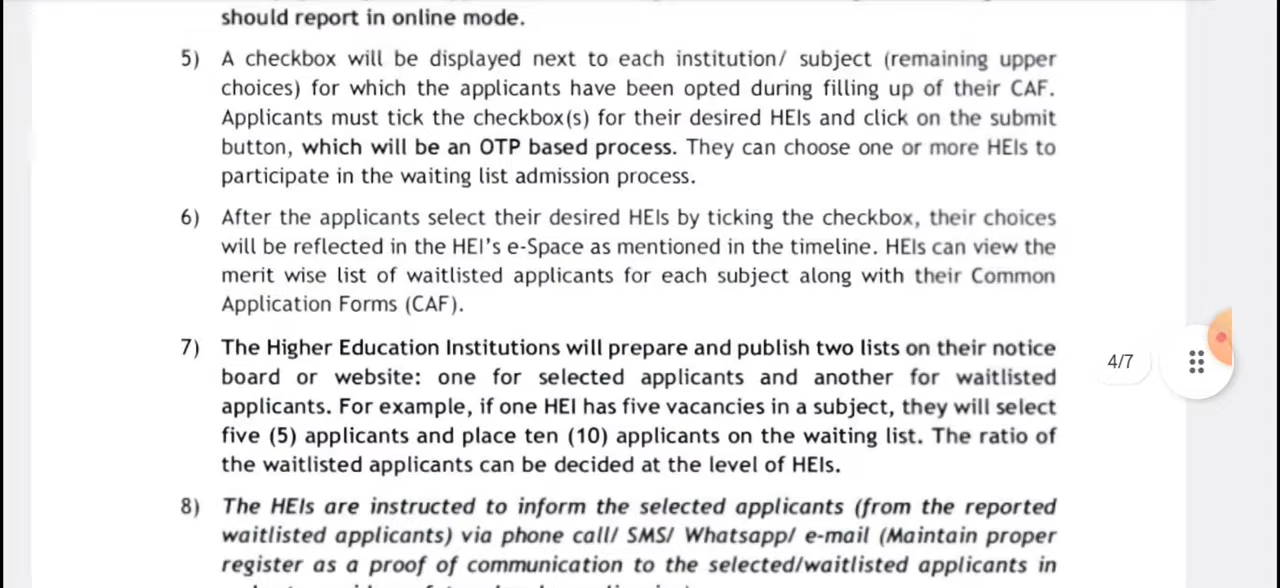 should report in online mode.
5) A checkbox will be displayed next to each institution/ subject (remaining upper
choices) for which the applicants have been opted during filling up of their CAF.
Applicants must tick the checkbox(s) for their desired HEIs and click on the submit
button, which will be an OTP based process. They can choose one or more HEIs to
participate in the waiting list admission process.
6) After the applicants select their desired HEIs by ticking the checkbox, their choices
will be reflected in the HEI's e-Space as mentioned in the timeline. HEIs can view the
merit wise list of waitlisted applicants for each subject along with their Common
Application Forms (CAF).
7) The Higher Education Institutions will prepare and publish two lists on their notice
board or website: one for selected applicants and another for waitlisted
applicants. For example, if one HEI has five vacancies in a subject, they will select
five (5) applicants and place ten (10) applicants on the waiting list. The ratio of
the waitlisted applicants can be decided at the level of HEIs.
4/7
8) The HEIs are instructed to inform the selected applicants (from the reported
waitlisted applicants) via phone call/ SMS/ Whatsapp/ e-mail (Maintain proper
register as a proof of communication to the selected/waitlisted applicants in